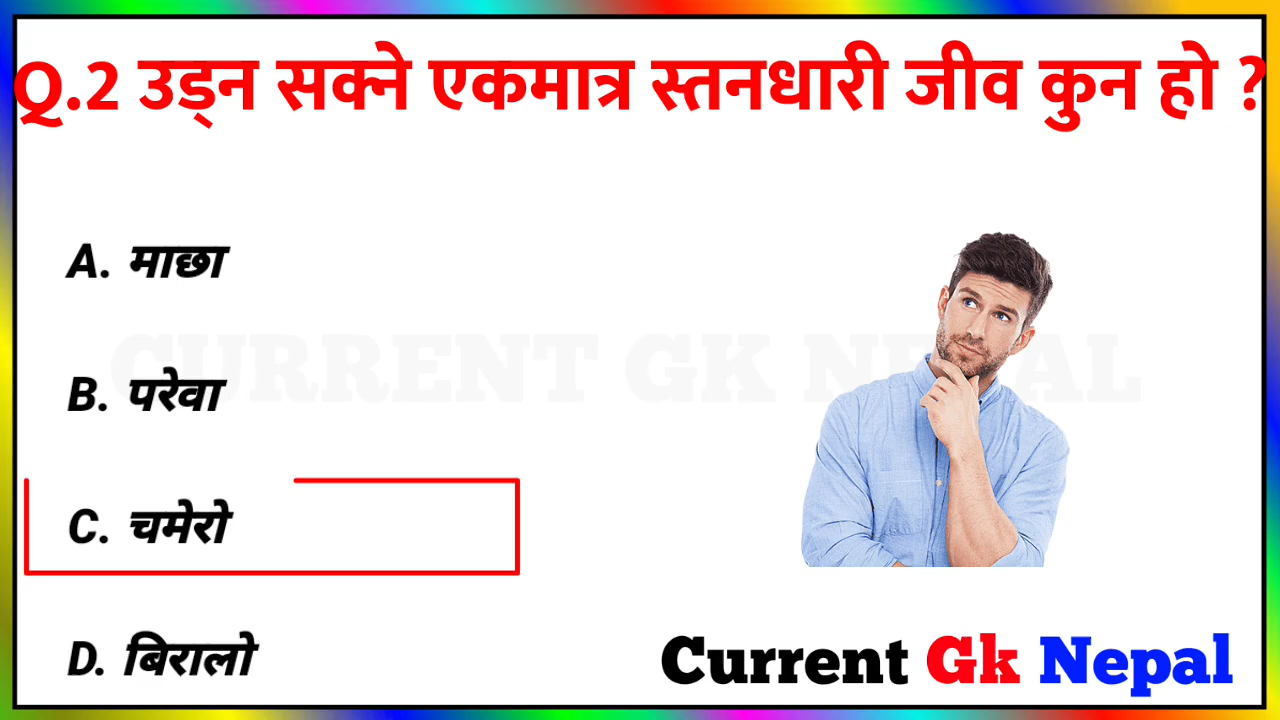 Q.2 उड्न सक्ने एकमात्र स्तनधारी जीव कुन हो ?
A. माछा
B. परेवा
CURRENT GK NEPAL
C. चमेरो
D. बिरालो
Current Gk Nepal